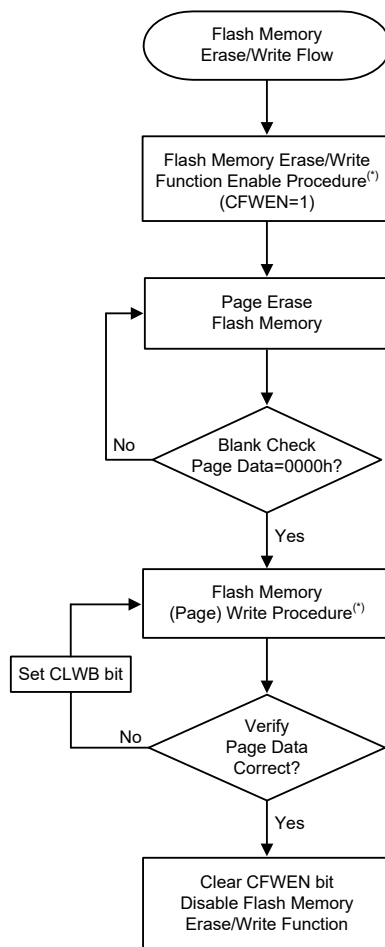 Flash Memory
Erase/Write Flow
Flash Memory Erase/Write
Function Enable Procedure(*)
(CFWEN=1)
Page Erase
Flash Memory
No
Blank Check
Page Data=0000h?
Yes
Flash Memory
(Page) Write Procedure(*)
Set CLWB bit
No
Verify
Page Data
Correct?
Yes
Clear CFWEN bit
Disable Flash Memory
Erase/Write Function